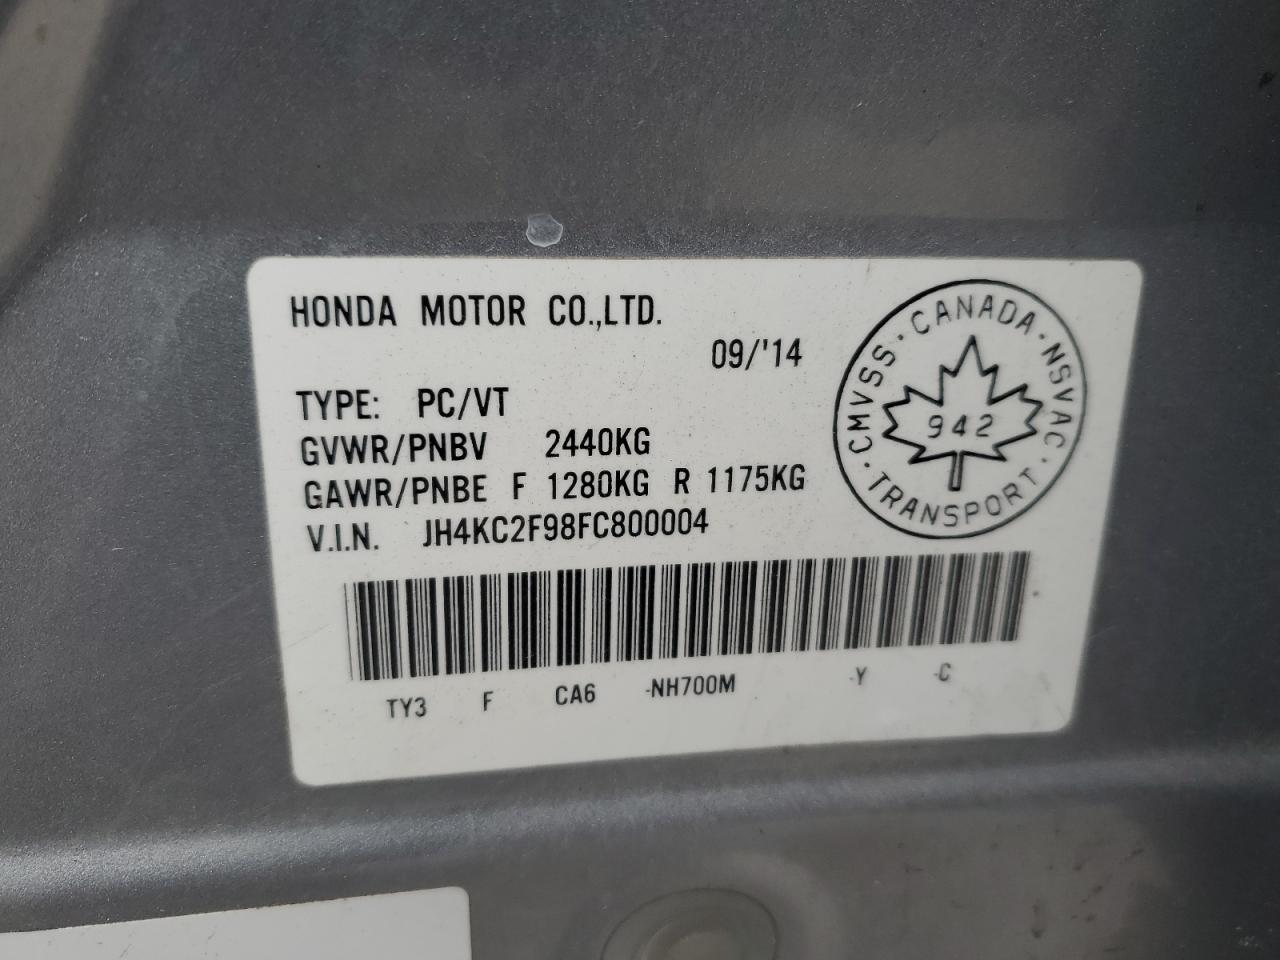 HONDA MOTOR CO.,LTD.
09/'14
TYPE: PC/VT
GVWR/PNBV 2440KG
GAWR/PNBE F 1280KG R 1175KG
V.I.N. JH4KC2F98FC800004
CANADA · NSVAC · TRANSPORT · CMVSS ·
942
TY3 F CA6 -NH700M -Y -C